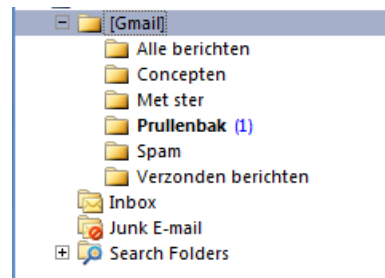 [Gmail]
Alle berichten
Concepten
Met ster
Prullenbak (1)
Spam
Verzonden berichten
Inbox
Junk E-mail
Search Folders